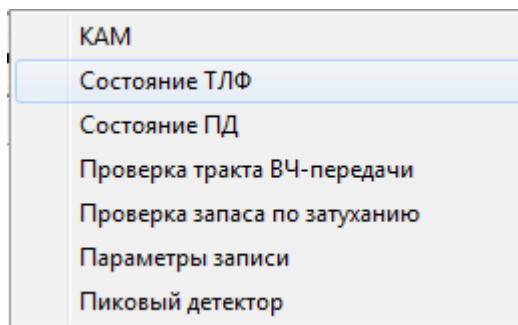 КАМ
Состояние ТЛФ
Состояние ПД
Проверка тракта ВЧ-передачи
Проверка запаса по затуханию
Параметры записи
Пиковый детектор